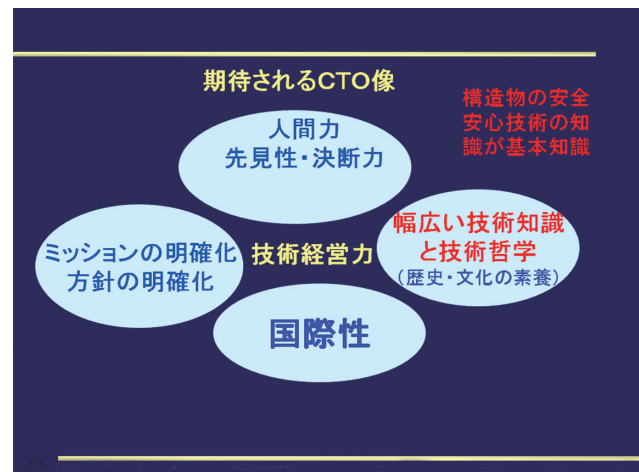 期待されるCTO像
構造物の安全
安心技術の知
識が基本知識
人間力
先見性・決断力
ミッションの明確化
方針の明確化
技術経営力
幅広い技術知識
と技術哲学
(歴史・文化の素養)
国際性